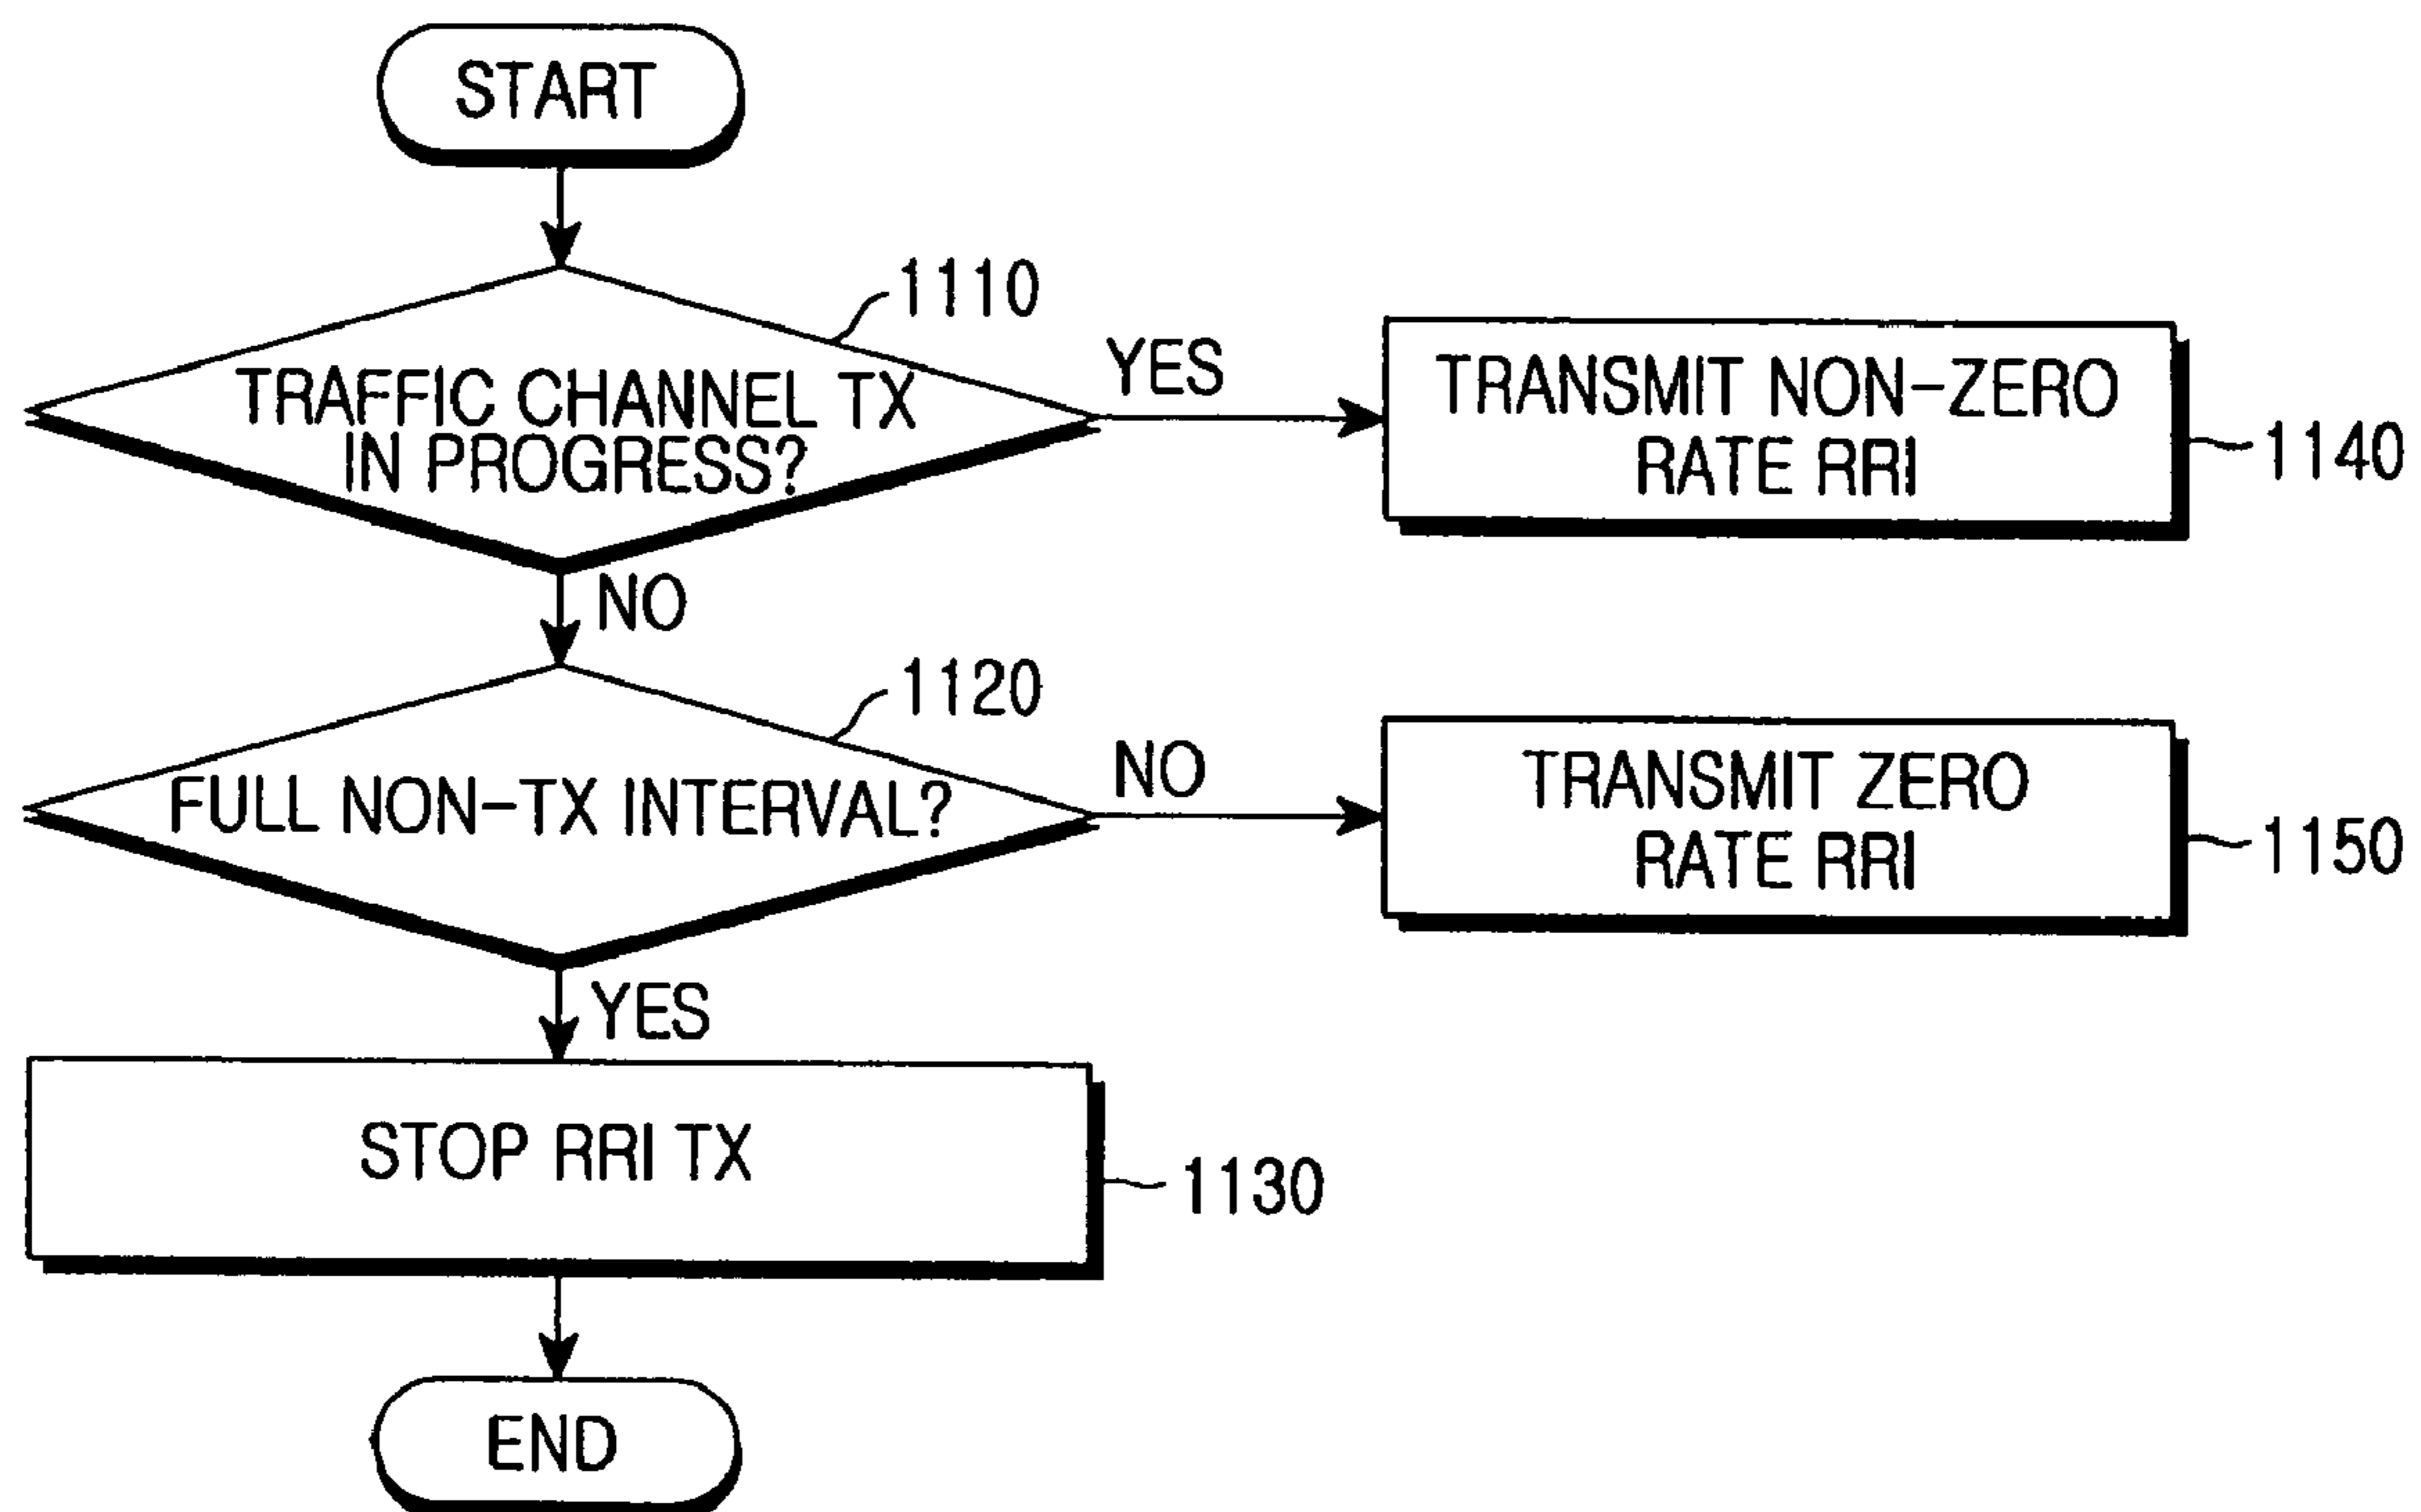 START
1110
TRAFFIC CHANNEL TX
IN PROGRESS?
YES
TRANSMIT NON-ZERO
RATE RRI
1140
NO
1120
FULL NON-TX INTERVAL?
NO
TRANSMIT ZERO
RATE RRI
1150
YES
STOP RRI TX
1130
END